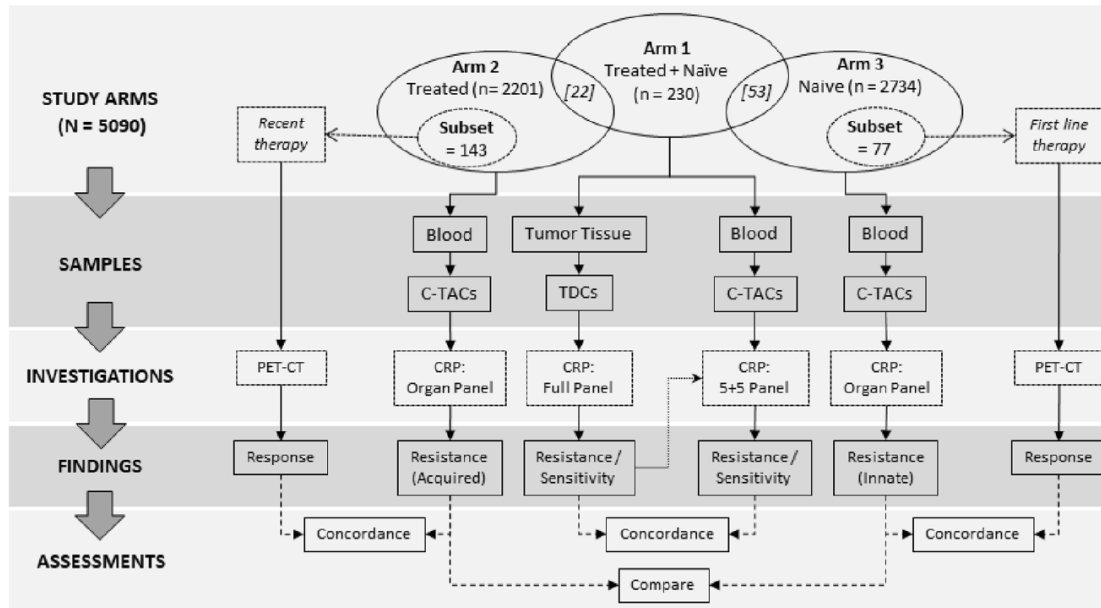 STUDY ARMS
(N = 5090)
Recent
therapy
Arm 2
Treated (n= 2201)
Subset
= 143
[22]
Arm 1
Treated + Naïve
(n = 230)
[53]
Arm 3
Naive (n = 2734)
Subset
= 77
First line
therapy
SAMPLES
Blood
Tumor Tissue
Blood
Blood
C-TACs
TDCs
C-TACs
C-TACs
INVESTIGATIONS
PET-CT
CRP:
Organ Panel
CRP:
Full Panel
CRP:
5+5 Panel
CRP:
Organ Panel
PET-CT
FINDINGS
Response
Resistance
(Acquired)
Resistance /
Sensitivity
Resistance /
Sensitivity
Resistance
(Innate)
Response
ASSESSMENTS
Concordance
Concordance
Concordance
Compare